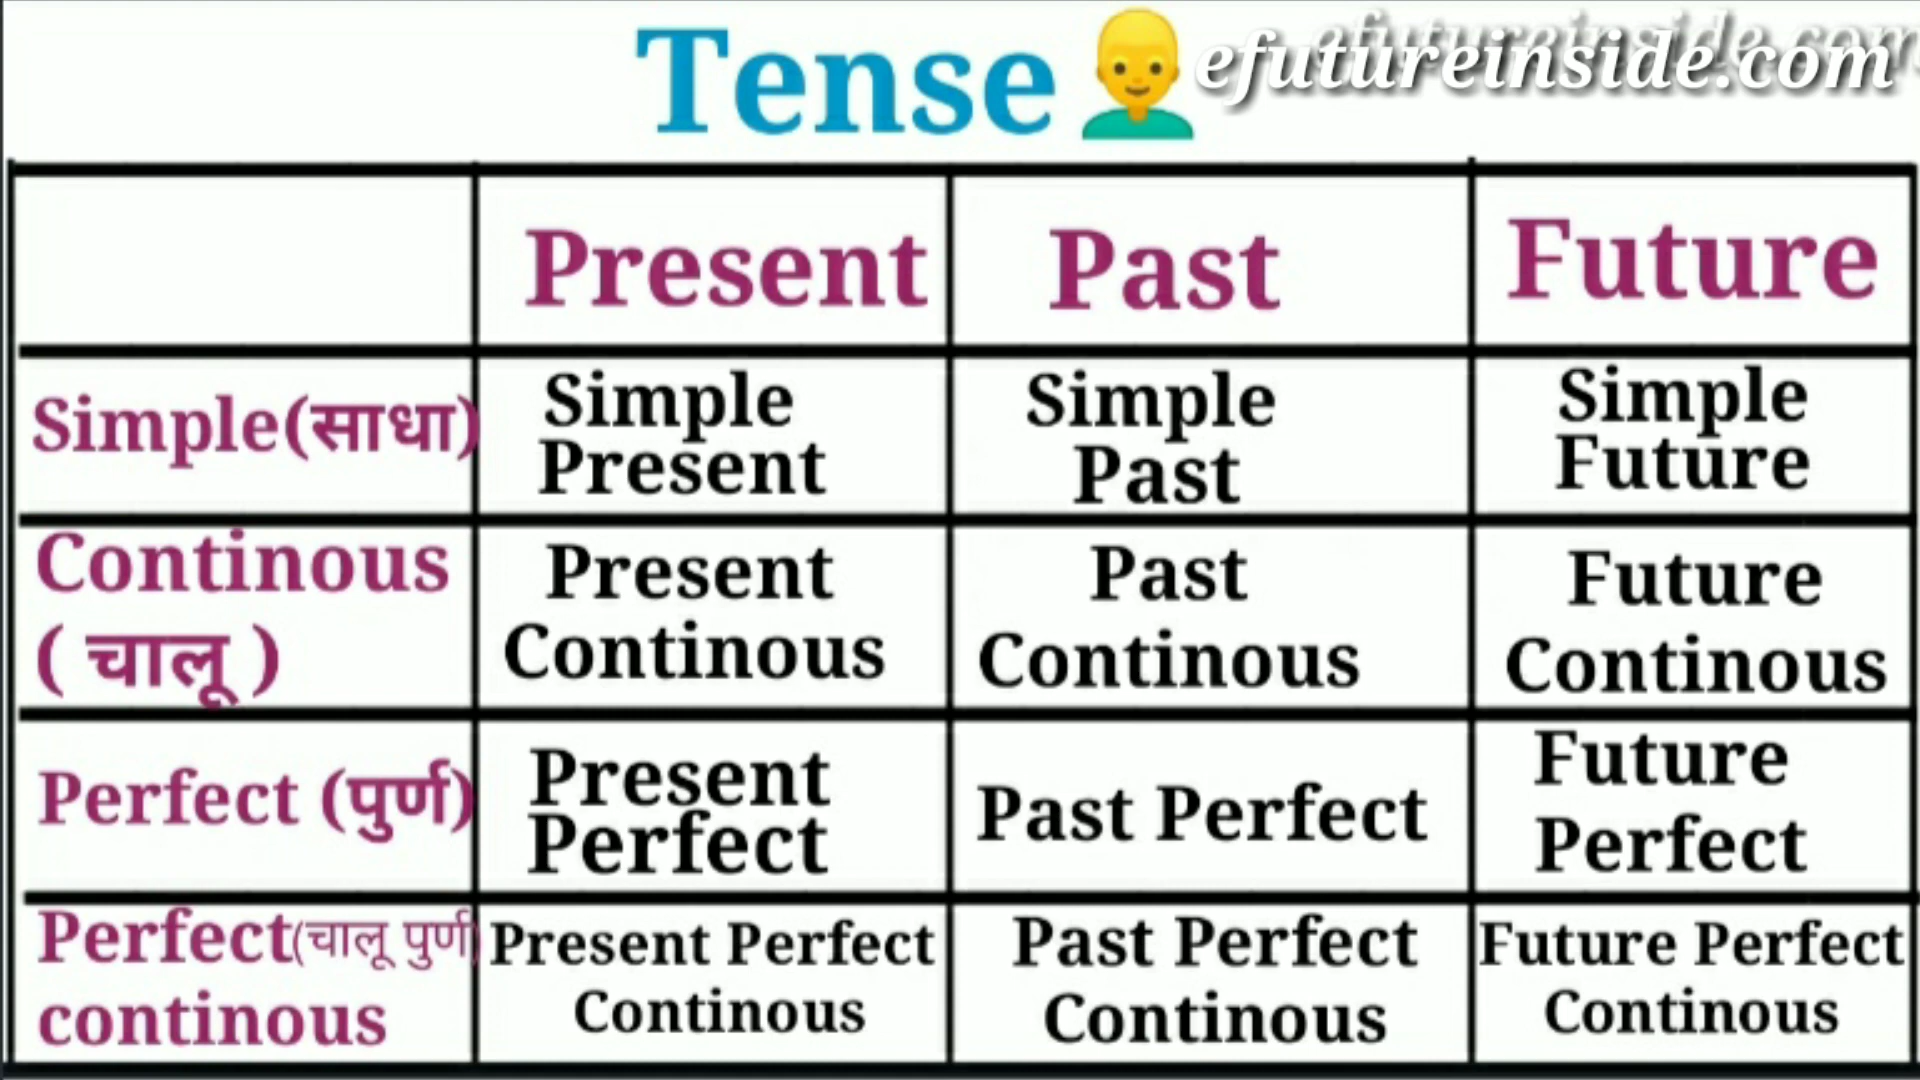 Tense
efutureinside.com
Present Past Future
Simple(साधा)
Simple
Present
Simple
Past
Simple
Future
Continous
( चालू )
Present
Continous
Past
Continous
Future
Continous
Perfect (पुर्ण)
Present
Perfect
Past Perfect
Future
Perfect
Perfect(चालू पुर्ण)
continous
Present Perfect
Continous
Past Perfect
Continous
Future Perfect
Continous